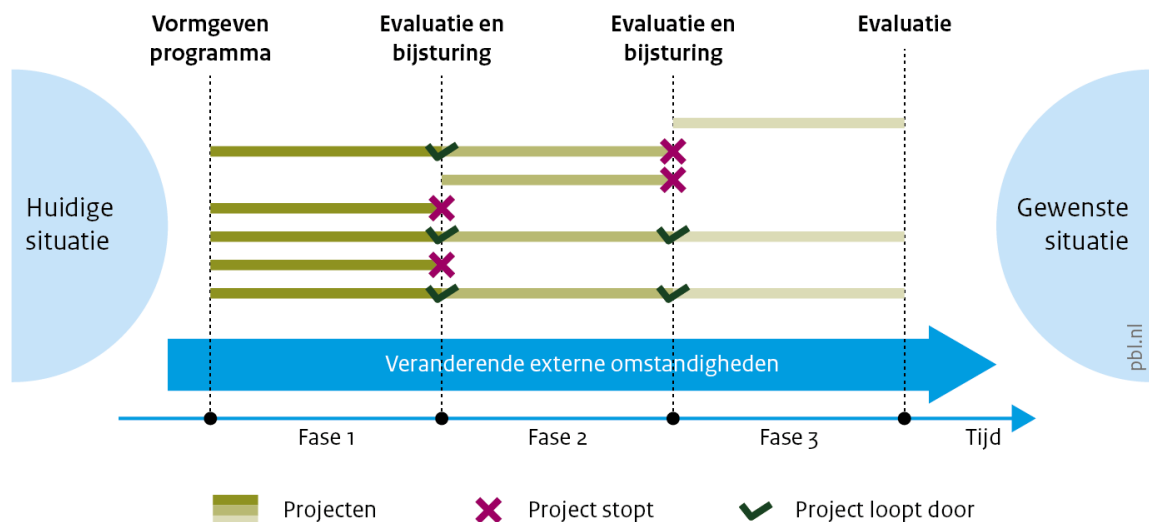 Vormgeven
programma
Evaluatie en
bijsturing
Evaluatie en
bijsturing
Evaluatie
Huidige
situatie
Gewenste
situatie
Veranderende externe omstandigheden
Fase 1
Fase 2
Fase 3
Tijd
Projecten
Project stopt
Project loopt door
pbl.nl